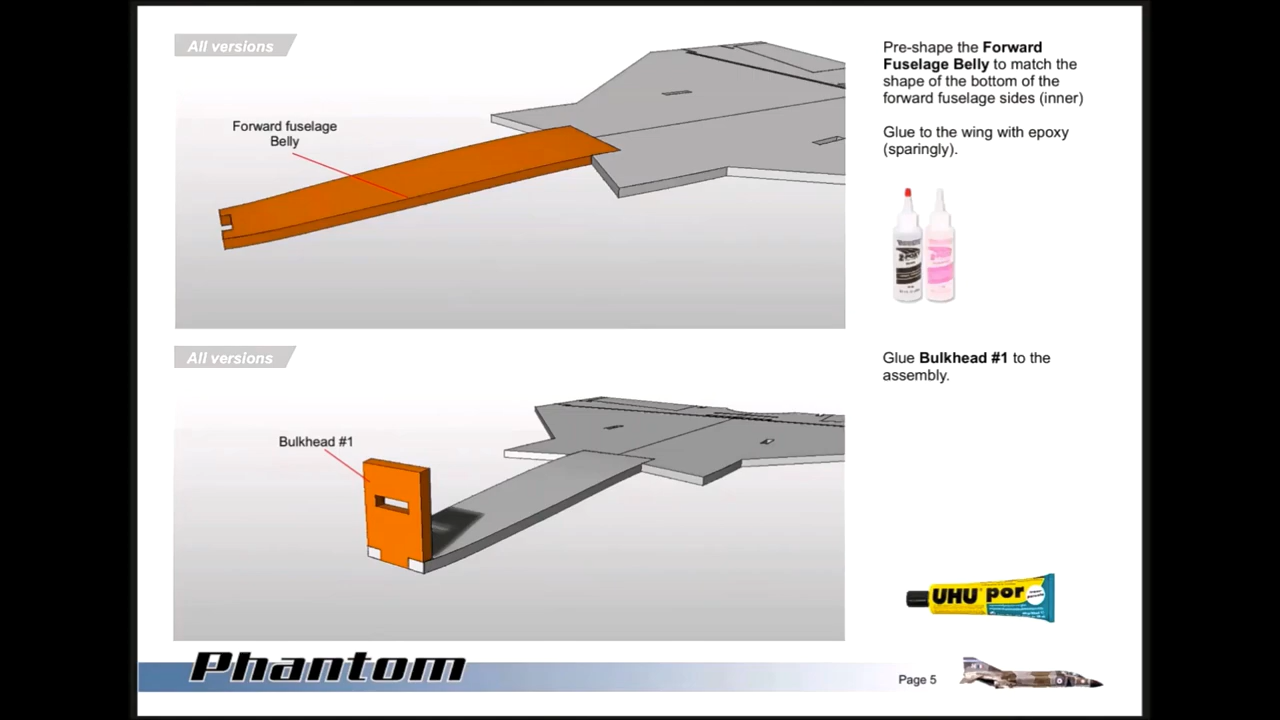 All versions
Forward fuselage
Belly
Pre-shape the Forward
Fuselage Belly to match the
shape of the bottom of the
forward fuselage sides (inner)
Glue to the wing with epoxy
(sparingly).
All versions
Bulkhead #1
Glue Bulkhead #1 to the
assembly.
UHU por
Phantom
Page 5